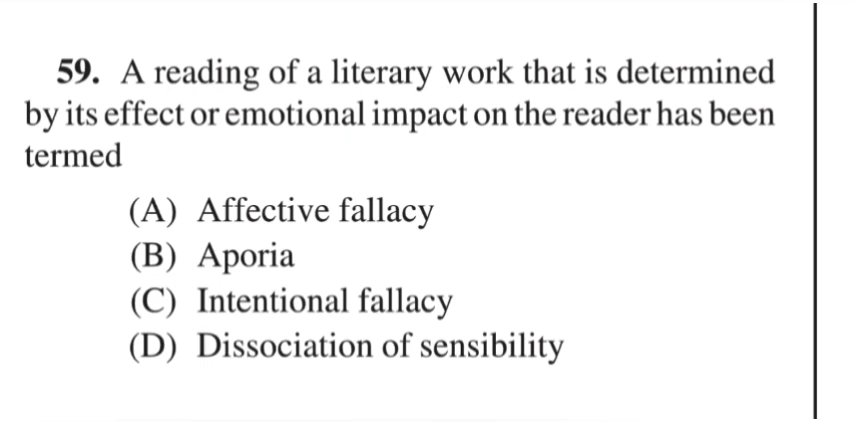 59. A reading of a literary work that is determined
by its effect or emotional impact on the reader has been
termed
(A) Affective fallacy
(B) Aporia
(C) Intentional fallacy
(D) Dissociation of sensibility